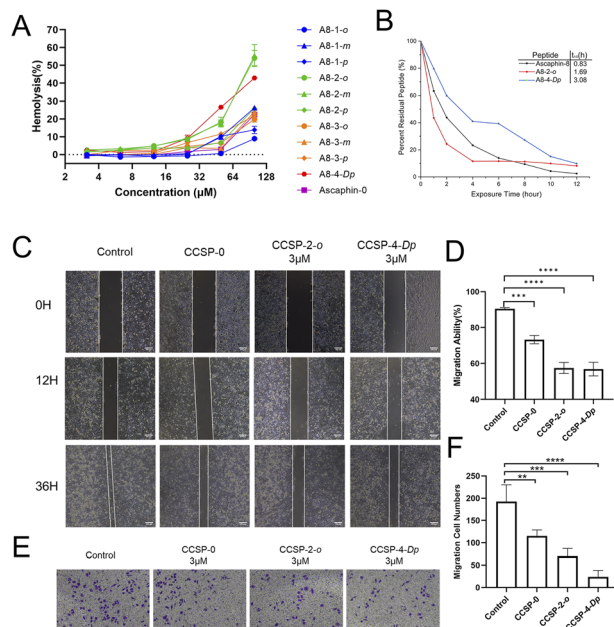 A
Hemolysis(%)
70
60
50
40
30
20
10
0
2
4
8
16
32
64
128
Concentration (μM)
A8-1-o
A8-1-m
A8-1-p
A8-2-o
A8-2-m
A8-2-p
A8-3-o
A8-3-m
A8-3-p
A8-4-Dp
Ascaphin-0
B
Percent Residual Peptide (%)
100
80
60
40
20
0
0
2
4
6
8
10
12
Exposure Time (hour)
Peptide t₁/₂(h)
Ascaphin-8 0.83
A8-2-o 1.69
A8-4-Dp 3.08
C
Control
CCSP-0
CCSP-2-o
3μM
CCSP-4-Dp
3μM
0H
12H
36H
D
Migration Ability(%)
100
80
60
40
****
****
***
Control
CCSP-0
CCSP-2-o
CCSP-4-Dp
E
Control
CCSP-0
3μM
CCSP-2-o
3μM
CCSP-4-Dp
3μM
F
Migration Cell Numbers
250
200
150
100
50
0
****
***
**
Control
CCSP-0
CCSP-2-o
CCSP-4-Dp